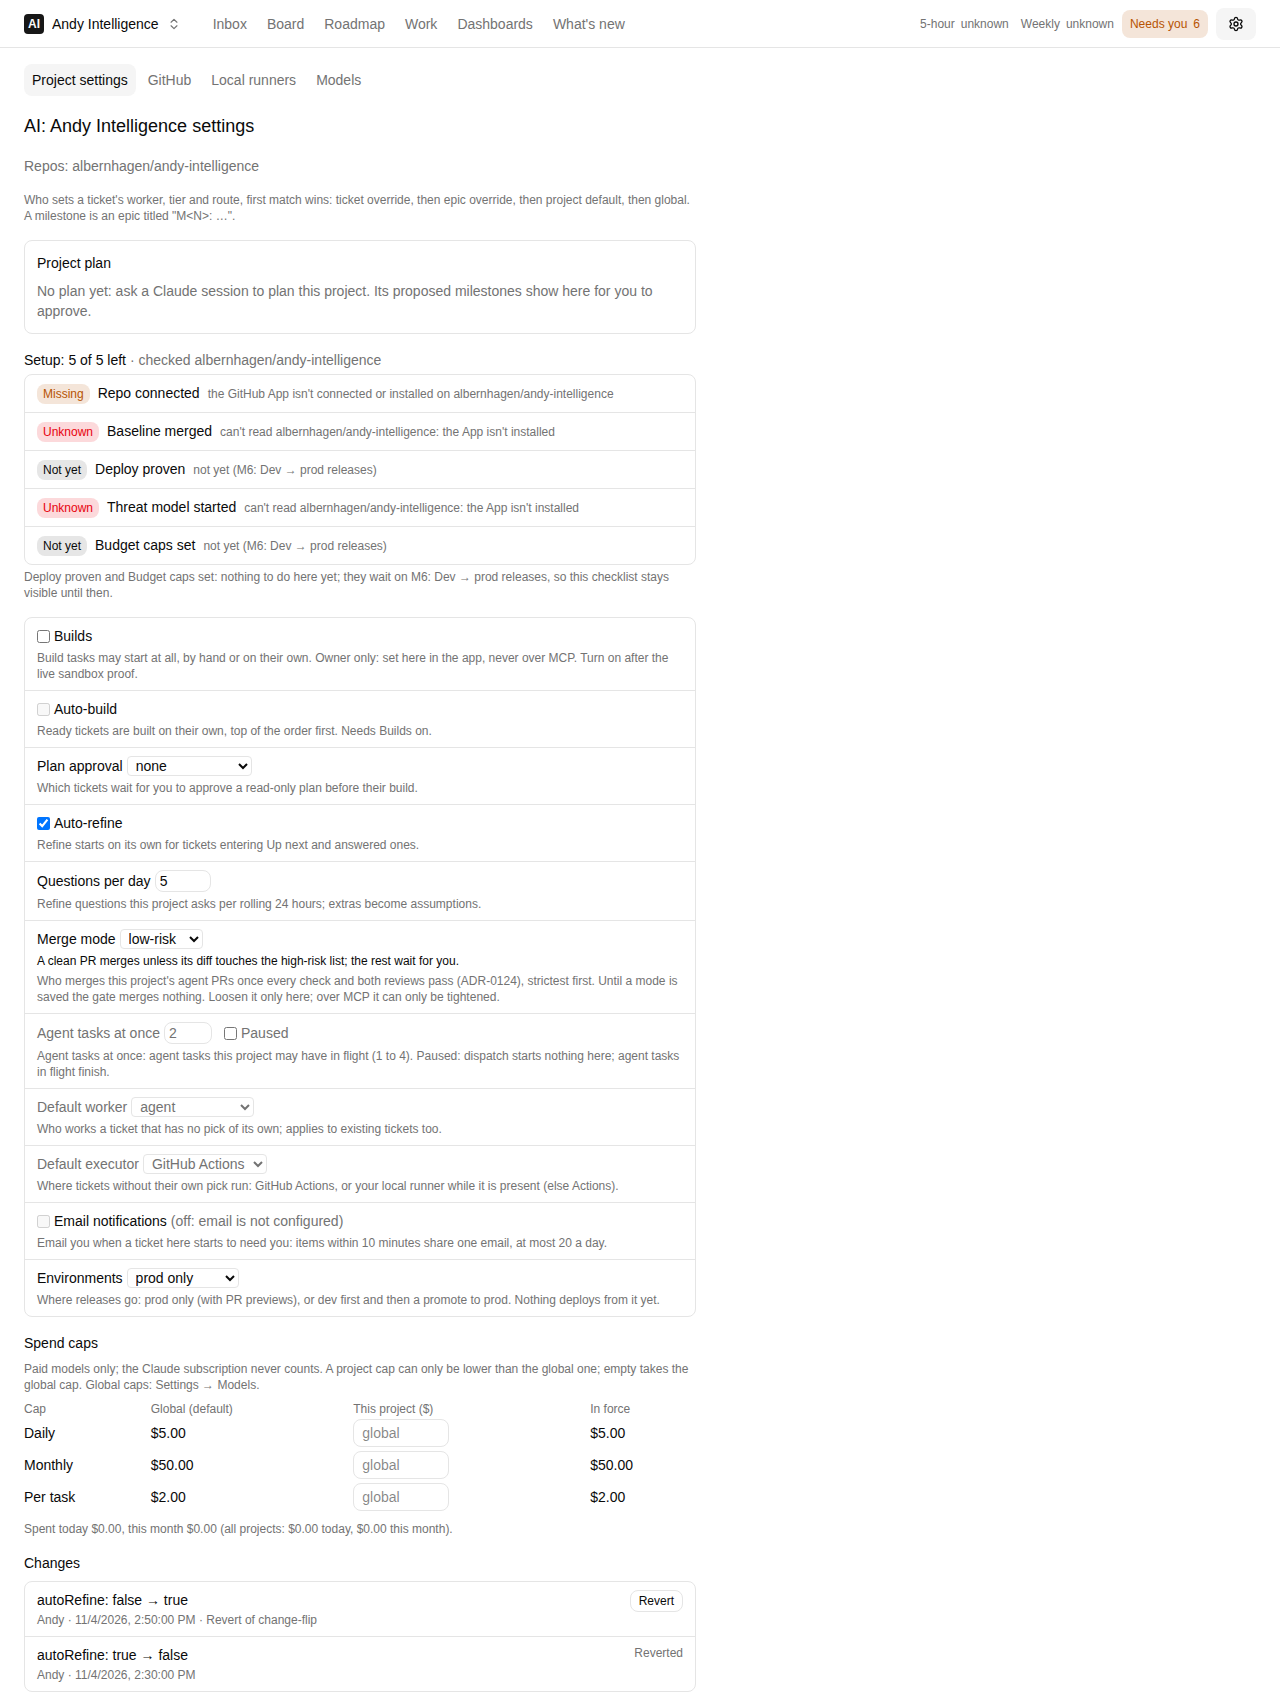 AI Andy Intelligence Inbox Board Roadmap Work Dashboards What's new 5-hour unknown Weekly unknown Needs you 6
Project settings GitHub Local runners Models
AI: Andy Intelligence settings
Repos: albernhagen/andy-intelligence
Who sets a ticket's worker, tier and route, first match wins: ticket override, then epic override, then project default, then global.
A milestone is an epic titled "M<N>: …".
Project plan
No plan yet: ask a Claude session to plan this project. Its proposed milestones show here for you to
approve.
Setup: 5 of 5 left · checked albernhagen/andy-intelligence
Missing Repo connected the GitHub App isn't connected or installed on albernhagen/andy-intelligence
Unknown Baseline merged can't read albernhagen/andy-intelligence: the App isn't installed
Not yet Deploy proven not yet (M6: Dev → prod releases)
Unknown Threat model started can't read albernhagen/andy-intelligence: the App isn't installed
Not yet Budget caps set not yet (M6: Dev → prod releases)
Deploy proven and Budget caps set: nothing to do here yet; they wait on M6: Dev → prod releases, so this checklist stays
visible until then.
Builds
Build tasks may start at all, by hand or on their own. Owner only: set here in the app, never over MCP. Turn on after the
live sandbox proof.
Auto-build
Ready tickets are built on their own, top of the order first. Needs Builds on.
Plan approval none
Which tickets wait for you to approve a read-only plan before their build.
Auto-refine
Refine starts on its own for tickets entering Up next and answered ones.
Questions per day 5
Refine questions this project asks per rolling 24 hours; extras become assumptions.
Merge mode low-risk
A clean PR merges unless its diff touches the high-risk list; the rest wait for you.
Who merges this project's agent PRs once every check and both reviews pass (ADR-0124), strictest first. Until a mode is
saved the gate merges nothing. Loosen it only here; over MCP it can only be tightened.
Agent tasks at once 2 Paused
Agent tasks at once: agent tasks this project may have in flight (1 to 4). Paused: dispatch starts nothing here; agent tasks
in flight finish.
Default worker agent
Who works a ticket that has no pick of its own; applies to existing tickets too.
Default executor GitHub Actions
Where tickets without their own pick run: GitHub Actions, or your local runner while it is present (else Actions).
Email notifications (off: email is not configured)
Email you when a ticket here starts to need you: items within 10 minutes share one email, at most 20 a day.
Environments prod only
Where releases go: prod only (with PR previews), or dev first and then a promote to prod. Nothing deploys from it yet.
Spend caps
Paid models only; the Claude subscription never counts. A project cap can only be lower than the global one; empty takes the
global cap. Global caps: Settings → Models.
Cap Global (default) This project ($) In force
Daily $5.00 global $5.00
Monthly $50.00 global $50.00
Per task $2.00 global $2.00
Spent today $0.00, this month $0.00 (all projects: $0.00 today, $0.00 this month).
Changes
autoRefine: false → true Revert
Andy · 11/4/2026, 2:50:00 PM · Revert of change-flip
autoRefine: true → false Reverted
Andy · 11/4/2026, 2:30:00 PM